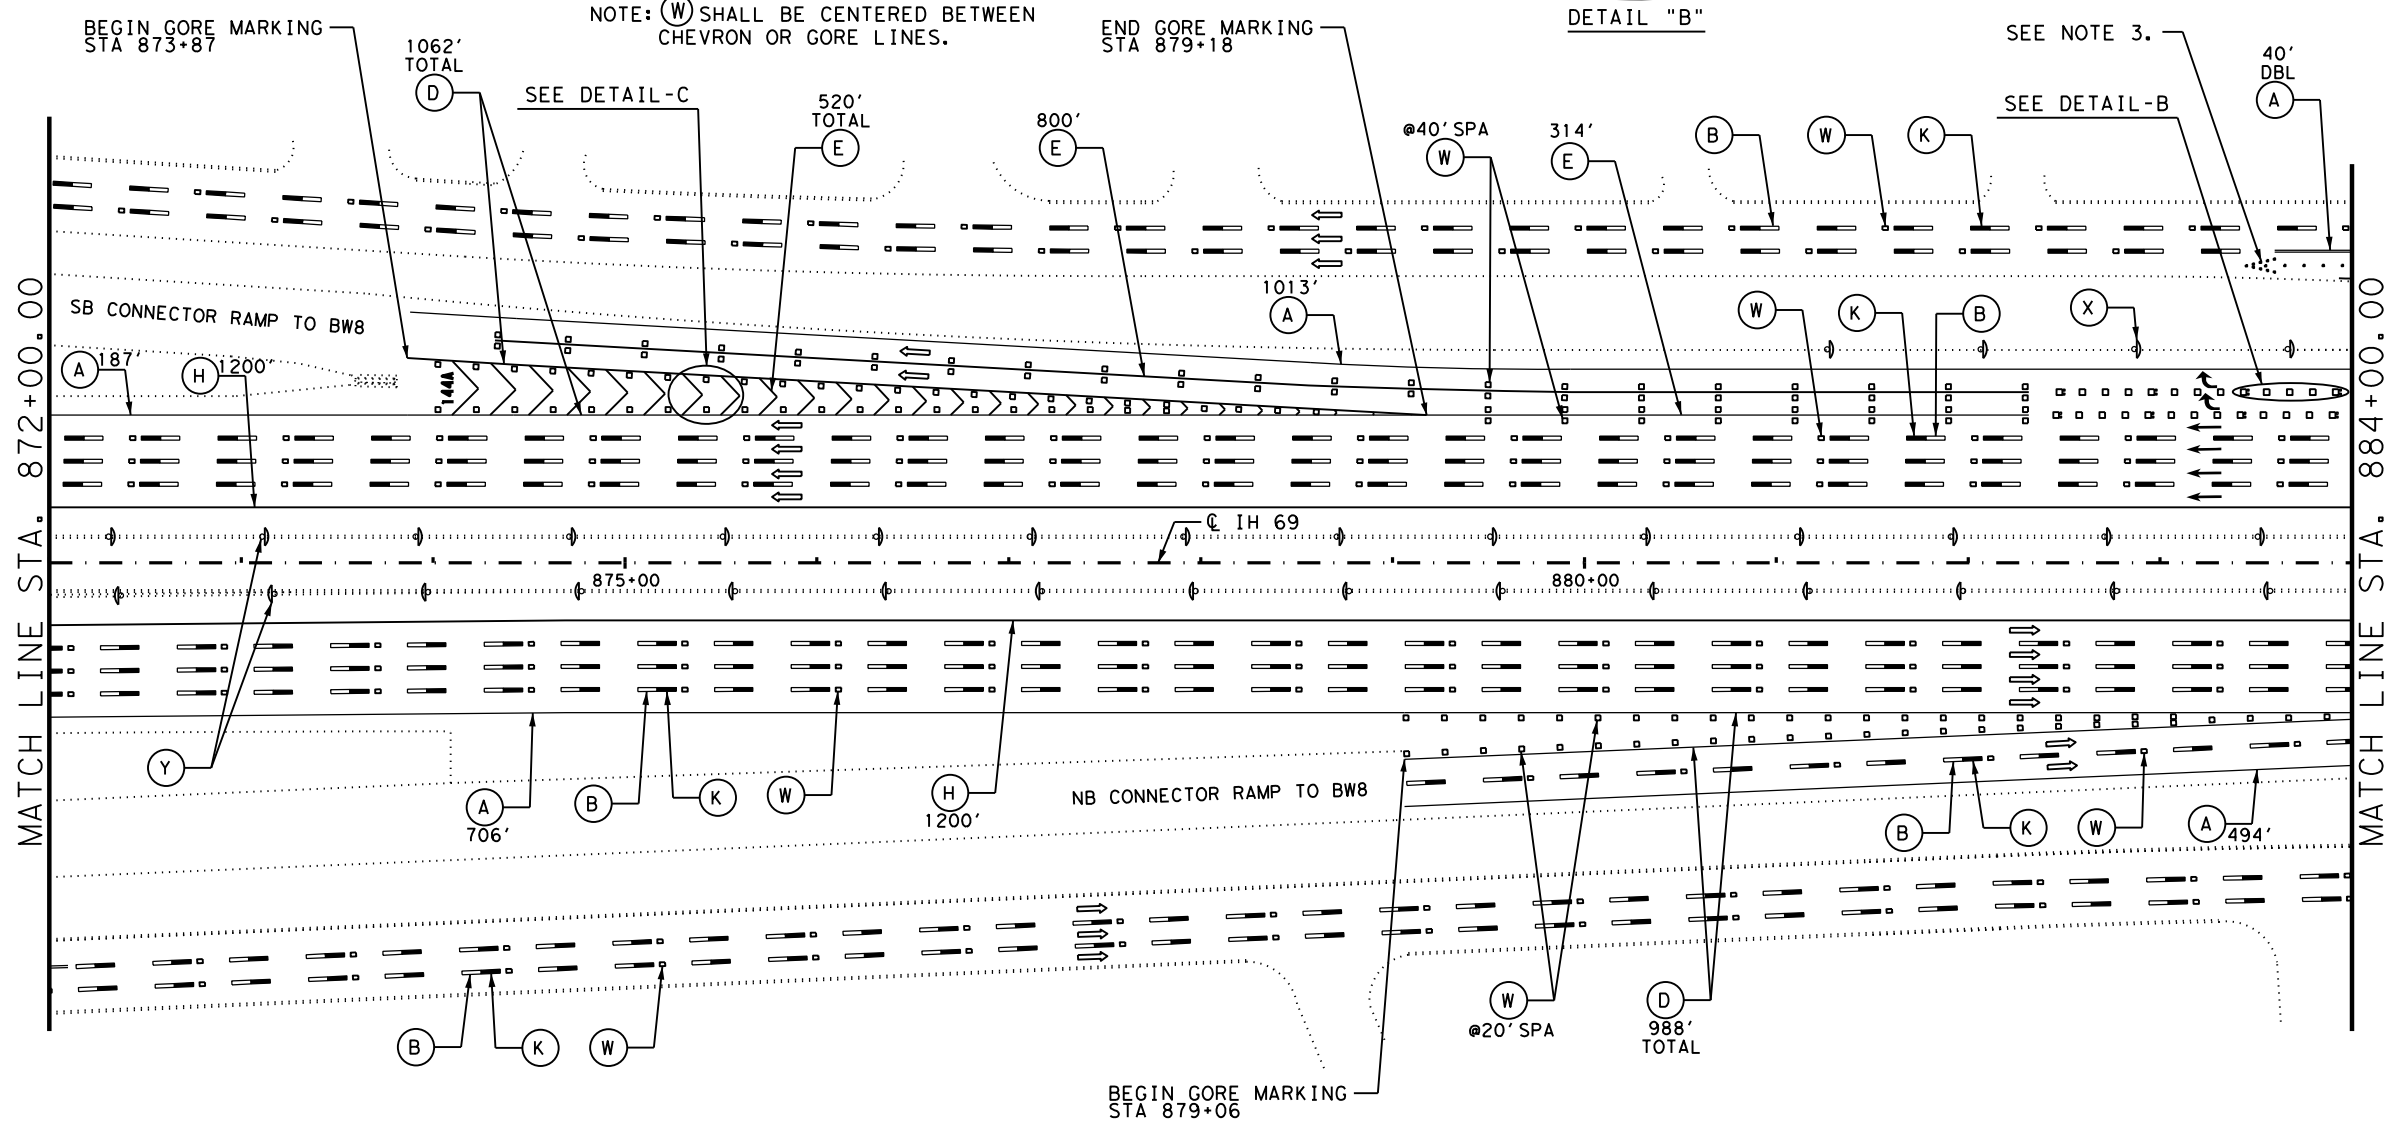 NOTE: W SHALL BE CENTERED BETWEEN
CHEVRON OR GORE LINES.
DETAIL "B"
BEGIN GORE MARKING
STA 873+87
1062'
TOTAL
D
SEE DETAIL-C
520'
TOTAL
E
800'
E
END GORE MARKING
STA 879+18
@40' SPA
W
314'
E
B
W
K
SEE NOTE 3.
SEE DETAIL-B
40'
DBL
A
SB CONNECTOR RAMP TO BW8
1013'
A
W
K
B
X
A 187'
H 1200'
144A
MATCH LINE STA. 872+00.00
MATCH LINE STA. 884+00.00
℄ IH 69
875+00
880+00
Y
A
706'
B
K
W
H
1200'
NB CONNECTOR RAMP TO BW8
B
K
W
A 494'
B
K
W
W
@20' SPA
D
988'
TOTAL
BEGIN GORE MARKING
STA 879+06